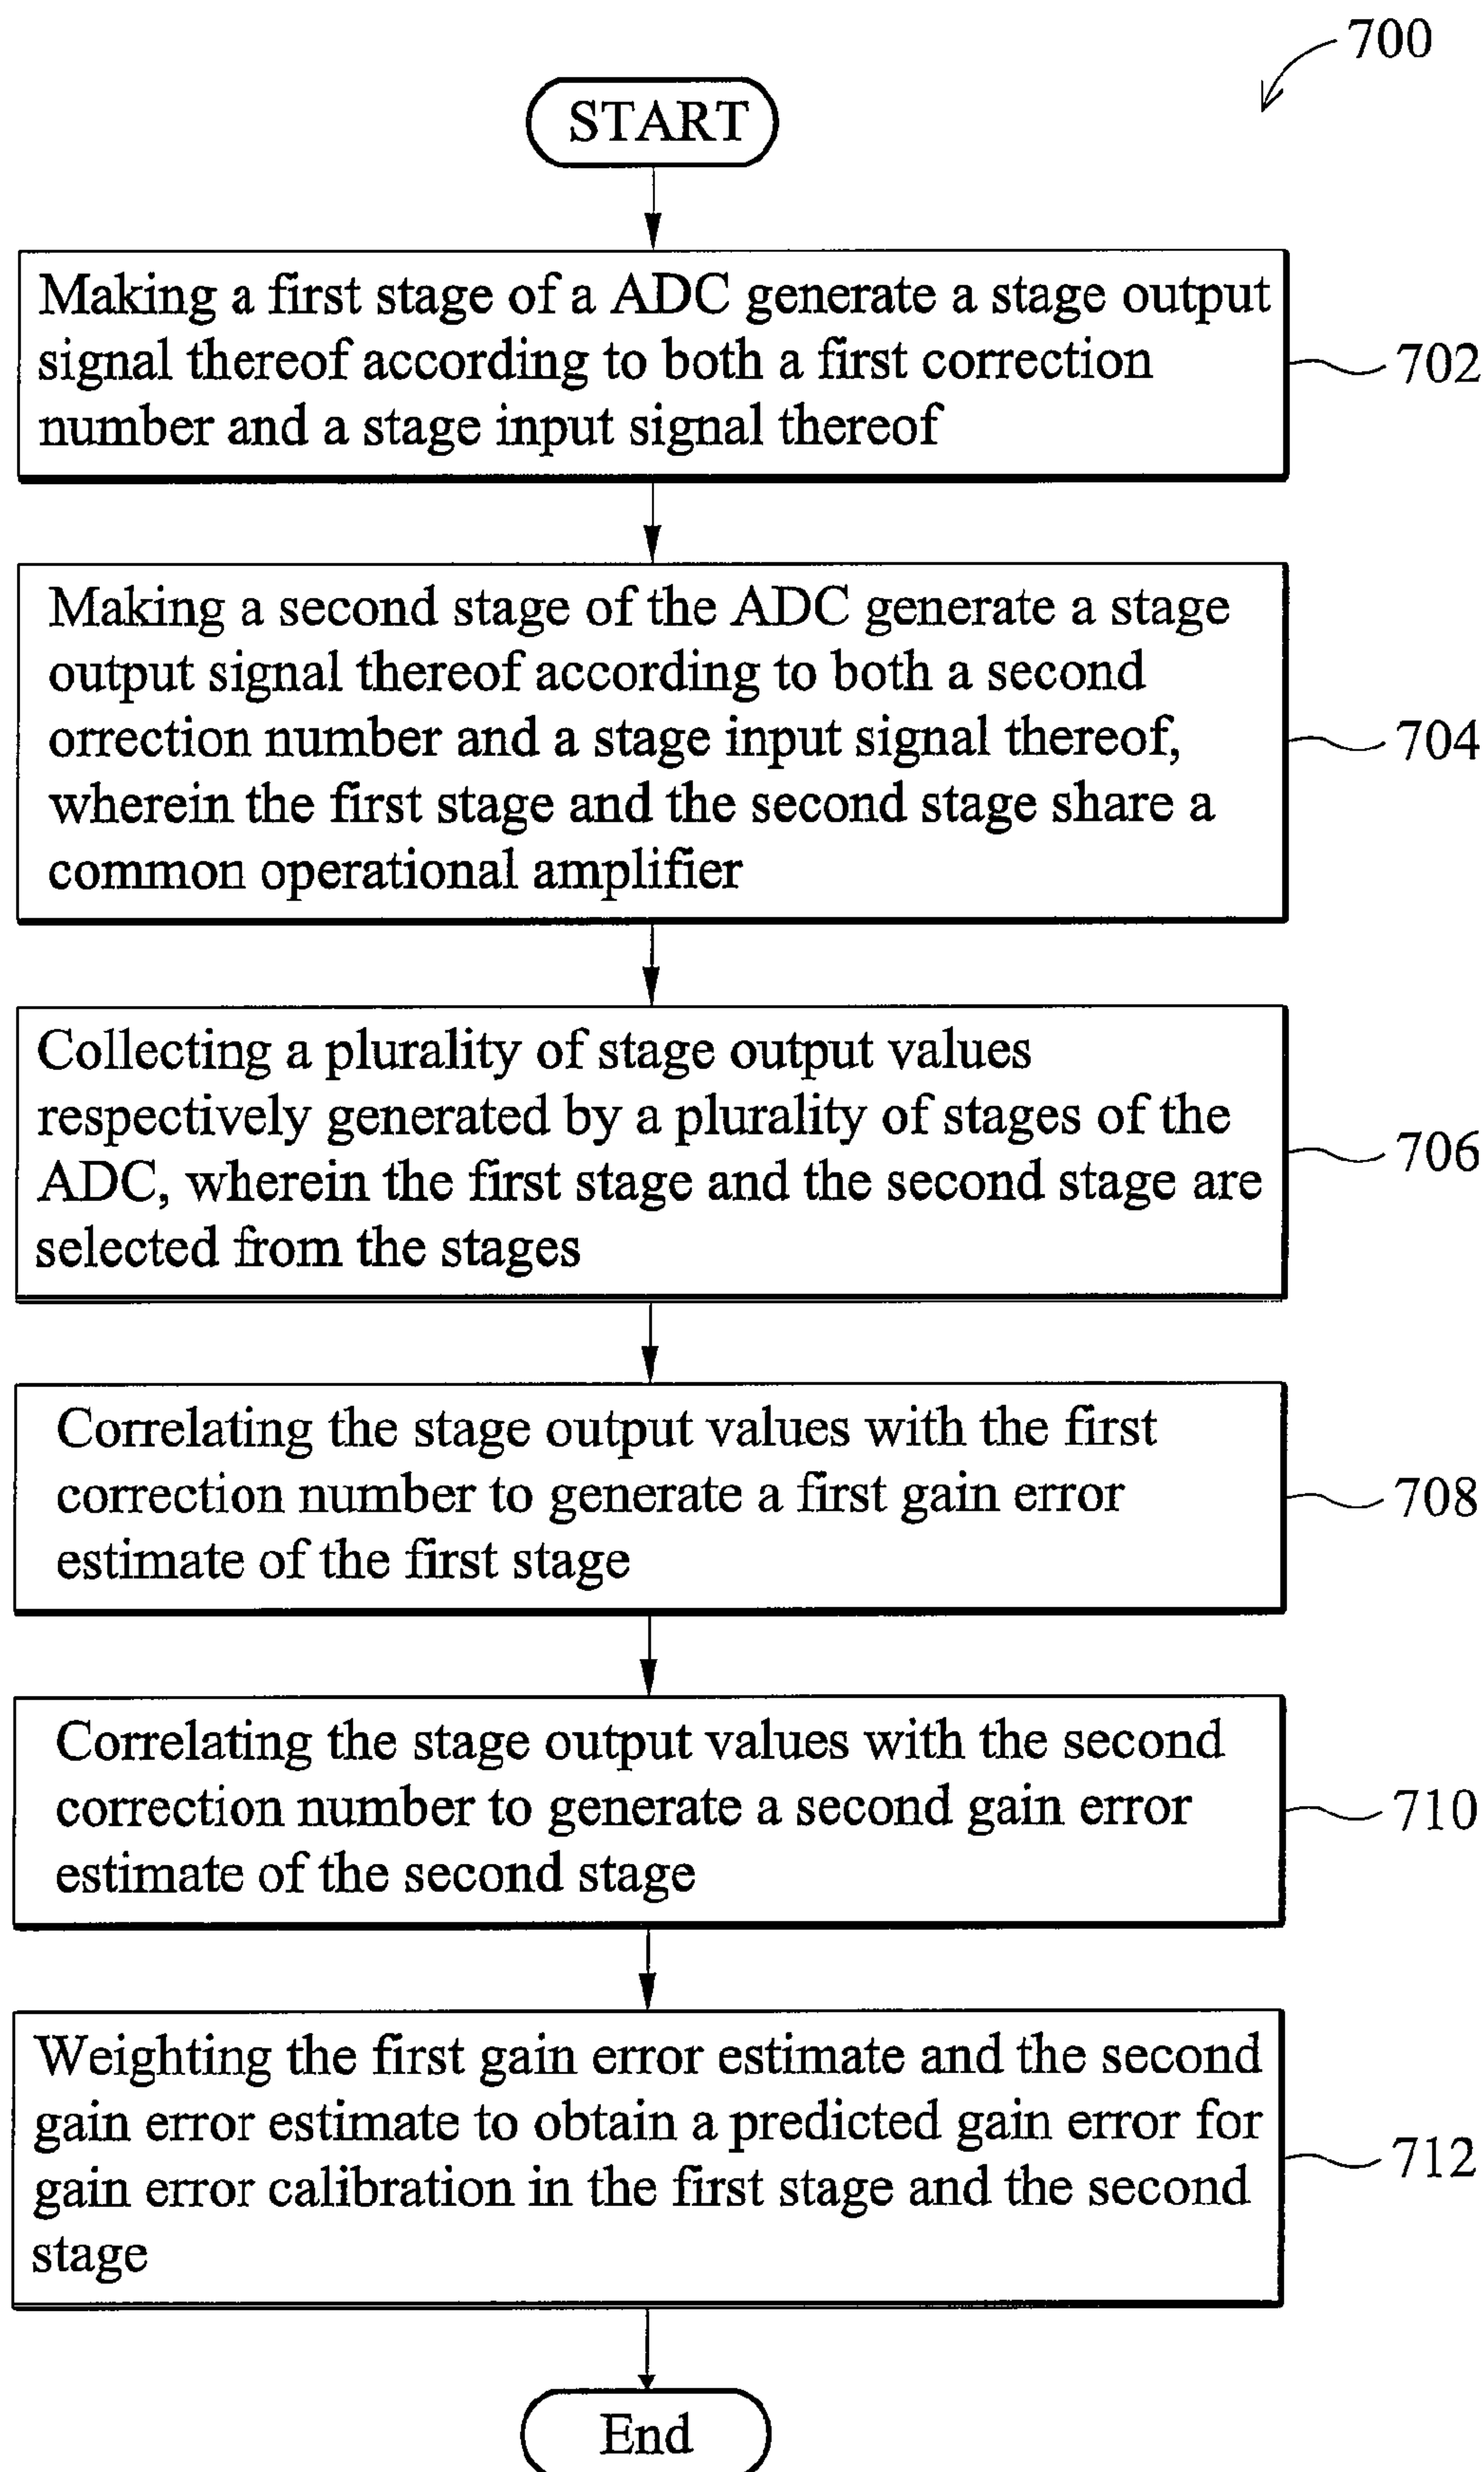 700
START
Making a first stage of a ADC generate a stage output
signal thereof according to both a first correction
number and a stage input signal thereof
702
Making a second stage of the ADC generate a stage
output signal thereof according to both a second
orrection number and a stage input signal thereof,
wherein the first stage and the second stage share a
common operational amplifier
704
Collecting a plurality of stage output values
respectively generated by a plurality of stages of the
ADC, wherein the first stage and the second stage are
selected from the stages
706
Correlating the stage output values with the first
correction number to generate a first gain error
estimate of the first stage
708
Correlating the stage output values with the second
correction number to generate a second gain error
estimate of the second stage
710
Weighting the first gain error estimate and the second
gain error estimate to obtain a predicted gain error for
gain error calibration in the first stage and the second
stage
712
End